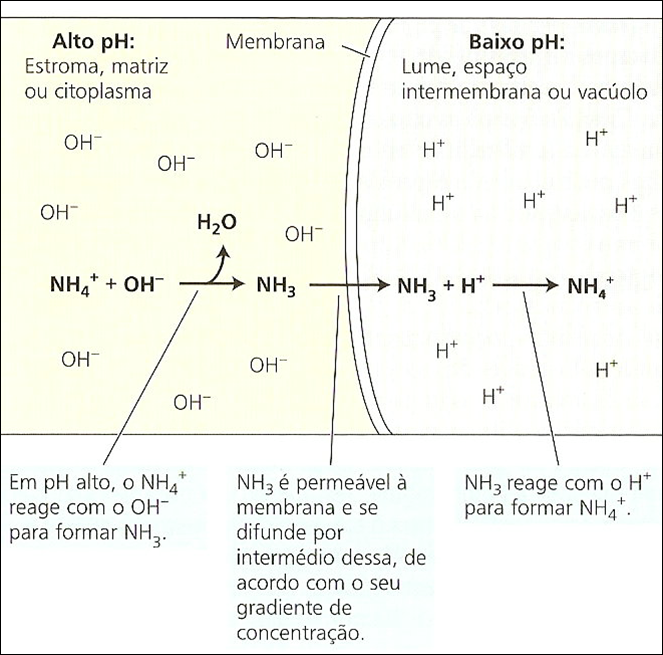 Alto pH:
Estroma, matriz
ou citoplasma
Membrana
Baixo pH:
Lume, espaço
intermembrana ou vacúolo
OH⁻
OH⁻
OH⁻
OH⁻
OH⁻
H₂O
NH₄⁺ + OH⁻
NH₃
OH⁻
OH⁻
OH⁻
H⁺
H⁺
H⁺
H⁺
H⁺
NH₃ + H⁺
NH₄⁺
H⁺
H⁺
H⁺
Em pH alto, o NH₄⁺
reage com o OH⁻
para formar NH₃.
NH₃ é permeável à
membrana e se
difunde por
intermédio dessa, de
acordo com o seu
gradiente de
concentração.
NH₃ reage com o H⁺
para formar NH₄⁺.